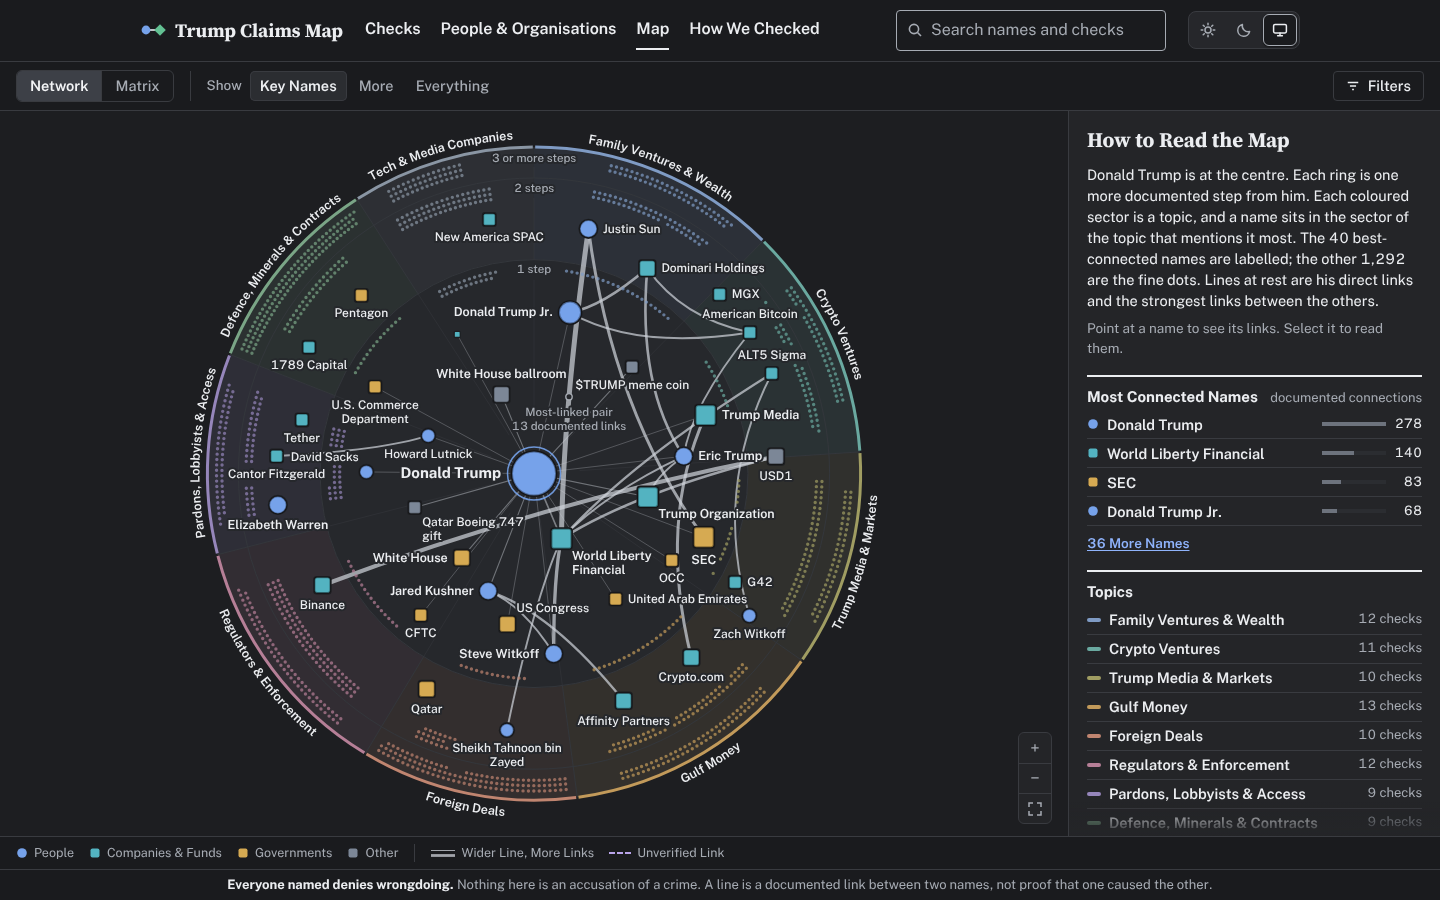 Trump Claims Map
Checks
People & Organisations
Map
How We Checked
Search names and checks
Network
Matrix
Show
Key Names
More
Everything
Filters
Tech & Media Companies
Family Ventures & Wealth
Crypto Ventures
Trump Media & Markets
Gulf Money
Foreign Deals
Regulators & Enforcement
Pardons, Lobbyists & Access
Defence, Minerals & Contracts
3 or more steps
2 steps
1 step
New America SPAC
Justin Sun
Dominari Holdings
MGX
American Bitcoin
Donald Trump Jr.
Pentagon
1789 Capital
ALT5 Sigma
White House ballroom
$TRUMP meme coin
U.S. Commerce
Department
Most-linked pair
13 documented links
Trump Media
Tether
Howard Lutnick
David Sacks
Cantor Fitzgerald
Donald Trump
Eric Trump
USD1
Elizabeth Warren
Qatar Boeing 747
gift
Trump Organization
White House
World Liberty
Financial
SEC
OCC
G42
Binance
Jared Kushner
US Congress
United Arab Emirates
CFTC
Zach Witkoff
Steve Witkoff
Crypto.com
Qatar
Affinity Partners
Sheikh Tahnoon bin
Zayed
How to Read the Map
Donald Trump is at the centre. Each ring is one
more documented step from him. Each coloured
sector is a topic, and a name sits in the sector of
the topic that mentions it most. The 40 best-
connected names are labelled; the other 1,292
are the fine dots. Lines at rest are his direct links
and the strongest links between the others.
Point at a name to see its links. Select it to read
them.
Most Connected Names documented connections
Donald Trump 278
World Liberty Financial 140
SEC 83
Donald Trump Jr. 68
36 More Names
Topics
Family Ventures & Wealth 12 checks
Crypto Ventures 11 checks
Trump Media & Markets 10 checks
Gulf Money 13 checks
Foreign Deals 10 checks
Regulators & Enforcement 12 checks
Pardons, Lobbyists & Access 9 checks
Defence, Minerals & Contracts 9 checks
People
Companies & Funds
Governments
Other
Wider Line, More Links
Unverified Link
Everyone named denies wrongdoing. Nothing here is an accusation of a crime. A line is a documented link between two names, not proof that one caused the other.